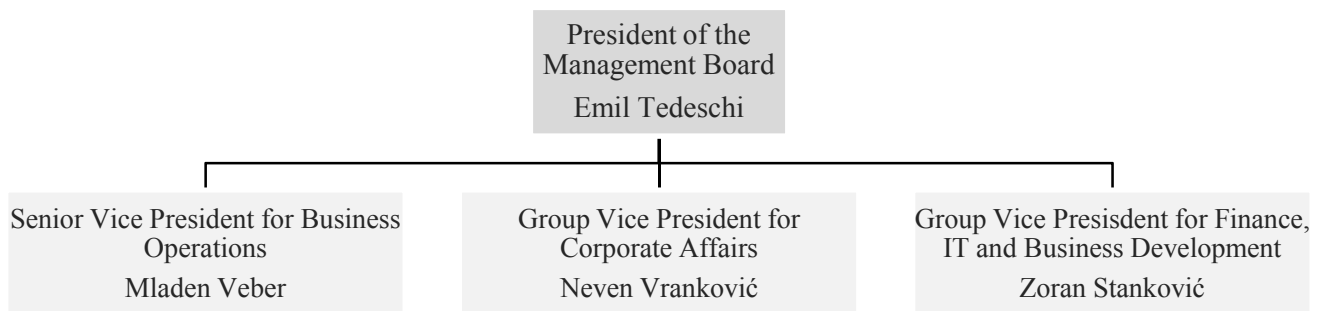 President of the
Management Board
Emil Tedeschi
Senior Vice President for Business
Operations
Mladen Veber
Group Vice President for
Corporate Affairs
Neven Vranković
Group Vice Presisdent for Finance,
IT and Business Development
Zoran Stanković